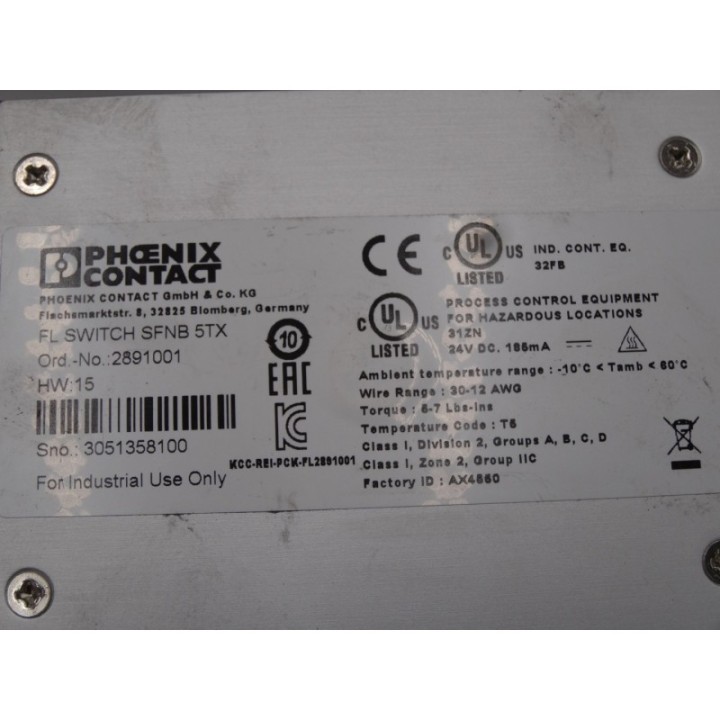 PHŒNIX
CONTACT
PHOENIX CONTACT GmbH & Co. KG
Flachsmarktstr. 8, 32825 Blomberg, Germany
FL SWITCH SFNB 5TX
Ord.-No.:2891001
HW:15
Sno.: 3051358100
For Industrial Use Only
10
EAC
KC
KCC-REI-PCK-FL2891001
CE
C UL US
LISTED
IND. CONT. EQ.
32FB
C UL US
LISTED
PROCESS CONTROL EQUIPMENT
FOR HAZARDOUS LOCATIONS
31ZN
24V DC. 185mA
Ambient temperature range : -10°C < Tamb < 60°C
Wire Range : 30-12 AWG
Torque : 5-7 Lbs-Ins
Temperature Code : T5
Class I, Division 2, Groups A, B, C, D
Class I, Zone 2, Group IIC
Factory ID : AX4560